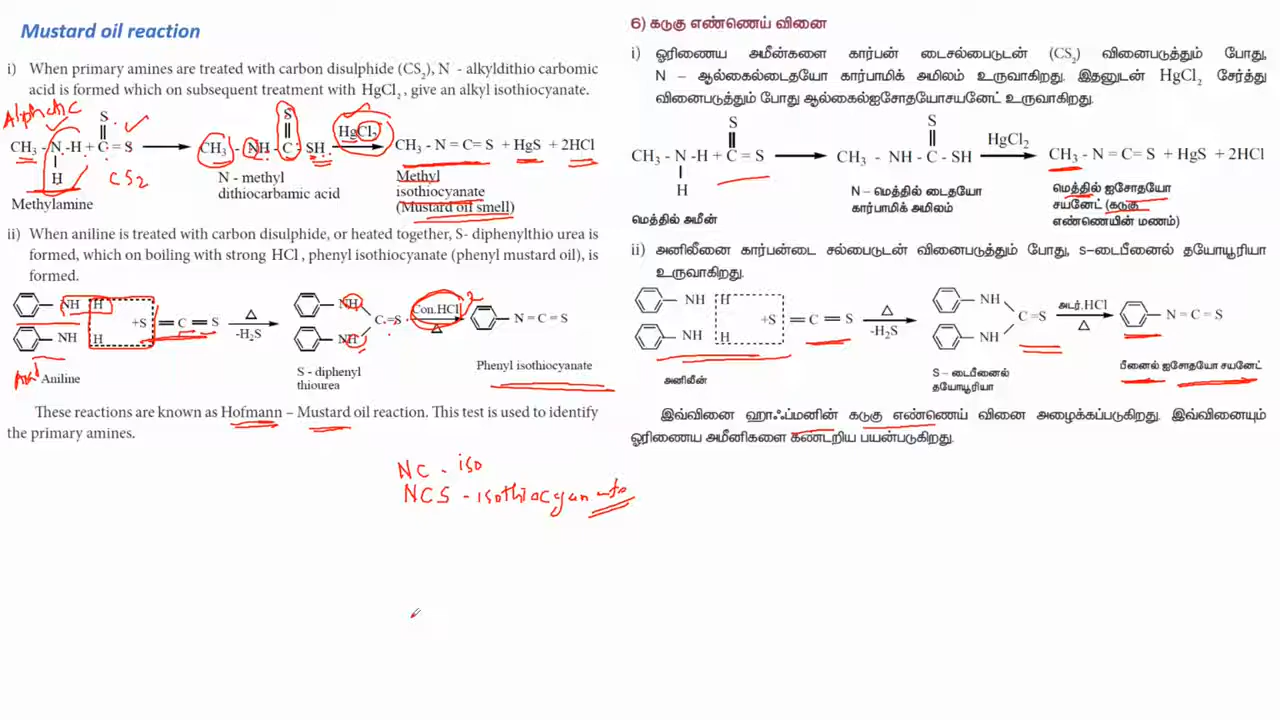 Mustard oil reaction
i) When primary amines are treated with carbon disulphide (CS₂), N - alkyldithio carbomic
acid is formed which on subsequent treatment with HgCl₂, give an alkyl isothiocyanate.
Aliphatic
S
CH₃ - N -H + C = S
H
CS₂
Methylamine
S
CH₃ - NH - C - SH
N - methyl
dithiocarbamic acid
HgCl₂
CH₃ - N = C = S + HgS + 2HCl
Methyl
isothiocyanate
(Mustard oil smell)
ii) When aniline is treated with carbon disulphide, or heated together, S- diphenylthio urea is
formed, which on boiling with strong HCl, phenyl isothiocyanate (phenyl mustard oil), is
formed.
NH H
+S = C = S
NH H
Aniline
Δ
-H₂S
NH
C =S
NH
S - diphenyl
thiourea
Con.HCl
Δ
N = C = S
Phenyl isothiocyanate
These reactions are known as Hofmann – Mustard oil reaction. This test is used to identify
the primary amines.
NC - iso
NCS - isothiocyanate
6) கடுகு எண்ணெய் வினை
i) ஓரிணைய அமீன்களை கார்பன் டைசல்பைடுடன் (CS₂) வினைபடுத்தும் போது,
N – ஆல்கைல்டைதயோ கார்பாமிக் அமிலம் உருவாகிறது. இதனுடன் HgCl₂ சேர்த்து
வினைபடுத்தும் போது ஆல்கைல்ஐசோதயோசயனேட் உருவாகிறது.
S
CH₃ - N -H + C = S
H
மெத்தில் அமீன்
S
CH₃ - NH - C - SH
N – மெத்தில் டைதயோ
கார்பாமிக் அமிலம்
HgCl₂
CH₃ - N = C = S + HgS + 2HCl
மெத்தில் ஐசோதயோ
சயனேட் (கடுகு
எண்ணெயின் மணம்)
ii) அனிலீனை கார்பன்டை சல்பைடுடன் வினைபடுத்தும் போது, s–டைபீனைல் தயோயூரியா
உருவாகிறது.
NH H
+S = C = S
NH H
அனிலீன்
Δ
-H₂S
NH
C =S
NH
S – டைபீனைல்
தயோயூரியா
அடர்.HCl
Δ
N = C = S
பீனைல் ஐசோதயோ சயனேட்
இவ்வினை ஹாஃப்மனின் கடுகு எண்ணெய் வினை அழைக்கப்படுகிறது. இவ்வினையும்
ஓரிணைய அமீனிகளை கண்டறிய பயன்படுகிறது.